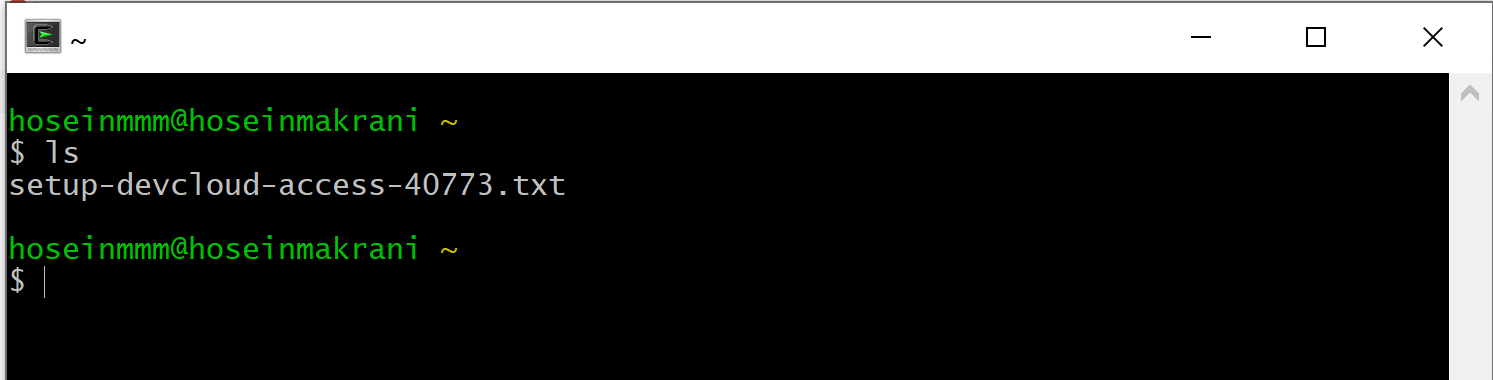 ~
hoseinmmm@hoseinmakrani ~
$ ls
setup-devcloud-access-40773.txt
hoseinmmm@hoseinmakrani ~
$